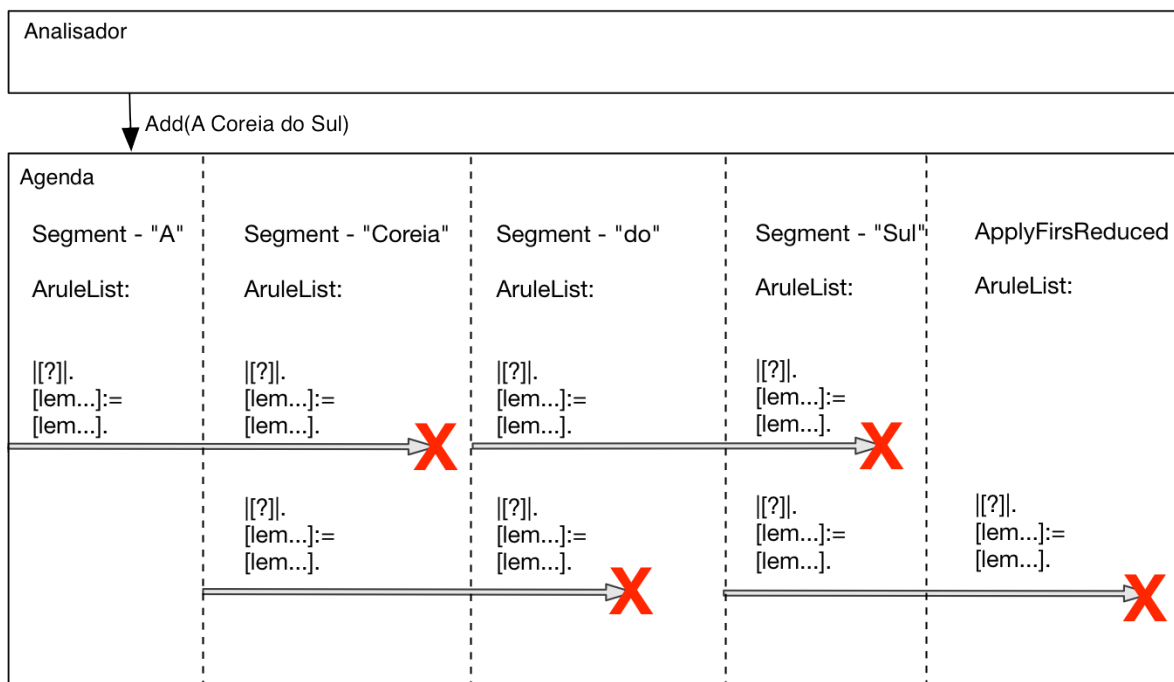 Analisador
Add(A Coreia do Sul)
Agenda
Segment - "A"
AruleList:
|[?]|.
[lem...]:=
[lem...].
Segment - "Coreia"
AruleList:
|[?]|.
[lem...]:=
[lem...].
|[?]|.
[lem...]:=
[lem...].
Segment - "do"
AruleList:
|[?]|.
[lem...]:=
[lem...].
|[?]|.
[lem...]:=
[lem...].
Segment - "Sul"
AruleList:
|[?]|.
[lem...]:=
[lem...].
|[?]|.
[lem...]:=
[lem...].
ApplyFirsReduced
AruleList:
|[?]|.
[lem...]:=
[lem...].